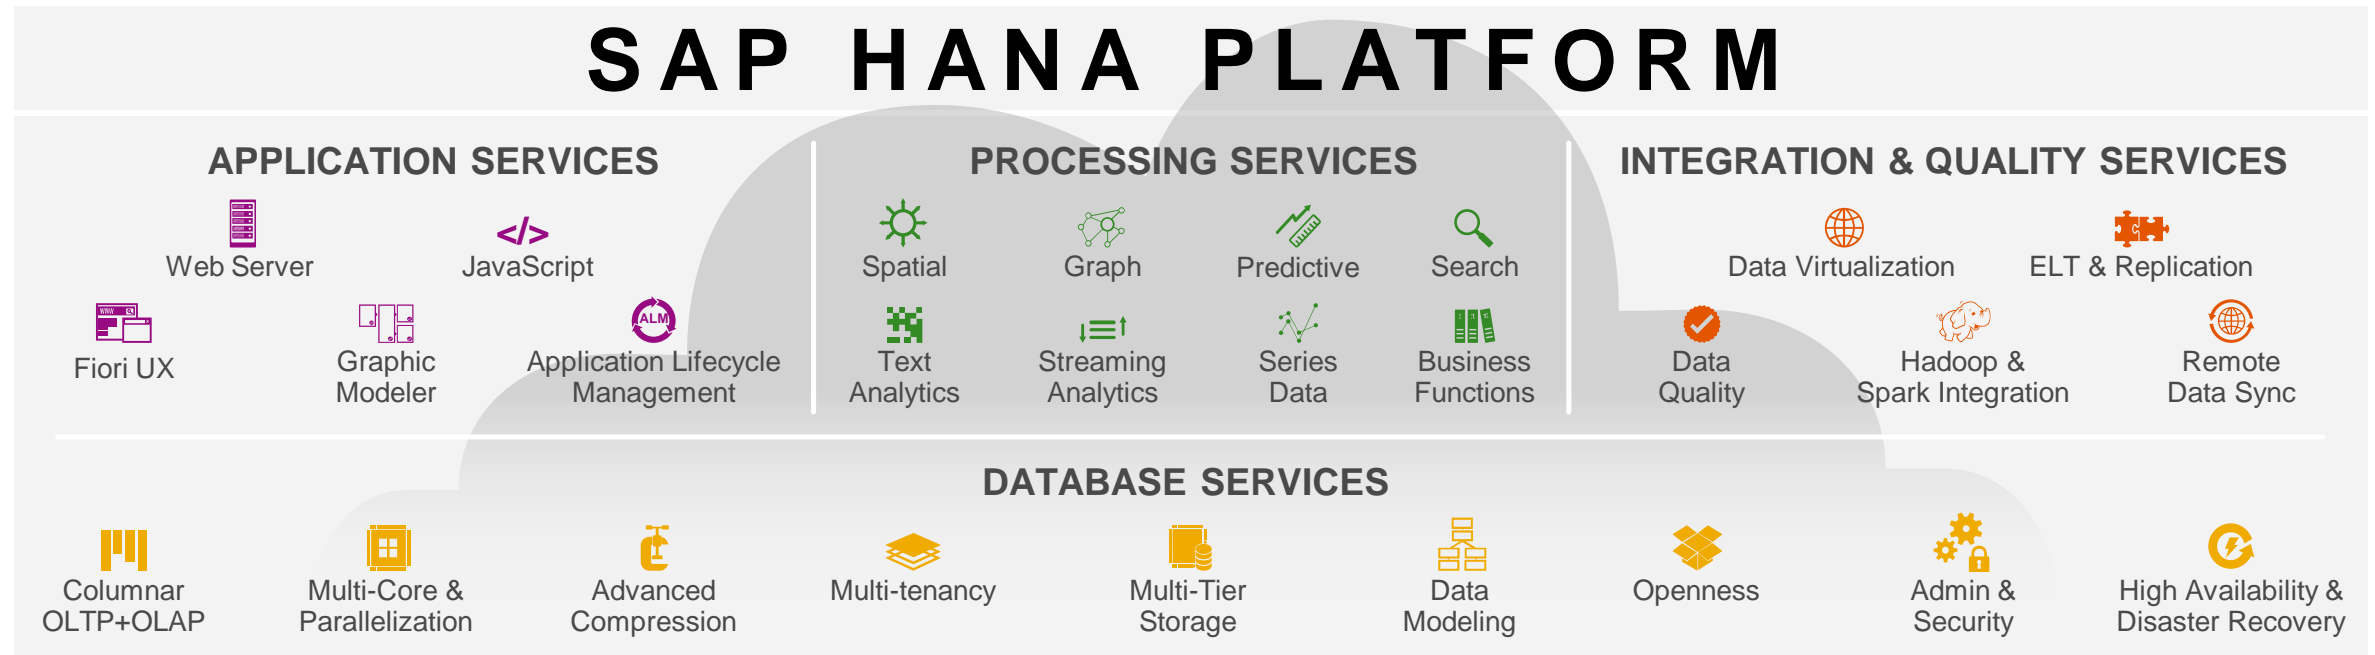 SAP HANA PLATFORM
APPLICATION SERVICES
Web Server
JavaScript
WWW
Fiori UX
Graphic
Modeler
ALM
Application Lifecycle
Management
PROCESSING SERVICES
Spatial
Graph
Predictive
Search
Text
Analytics
Streaming
Analytics
Series
Data
Business
Functions
INTEGRATION & QUALITY SERVICES
Data Virtualization
ELT & Replication
Data
Quality
Hadoop &
Spark Integration
Remote
Data Sync
DATABASE SERVICES
Columnar
OLTP+OLAP
Multi-Core &
Parallelization
Advanced
Compression
Multi-tenancy
Multi-Tier
Storage
Data
Modeling
Openness
Admin &
Security
High Availability &
Disaster Recovery